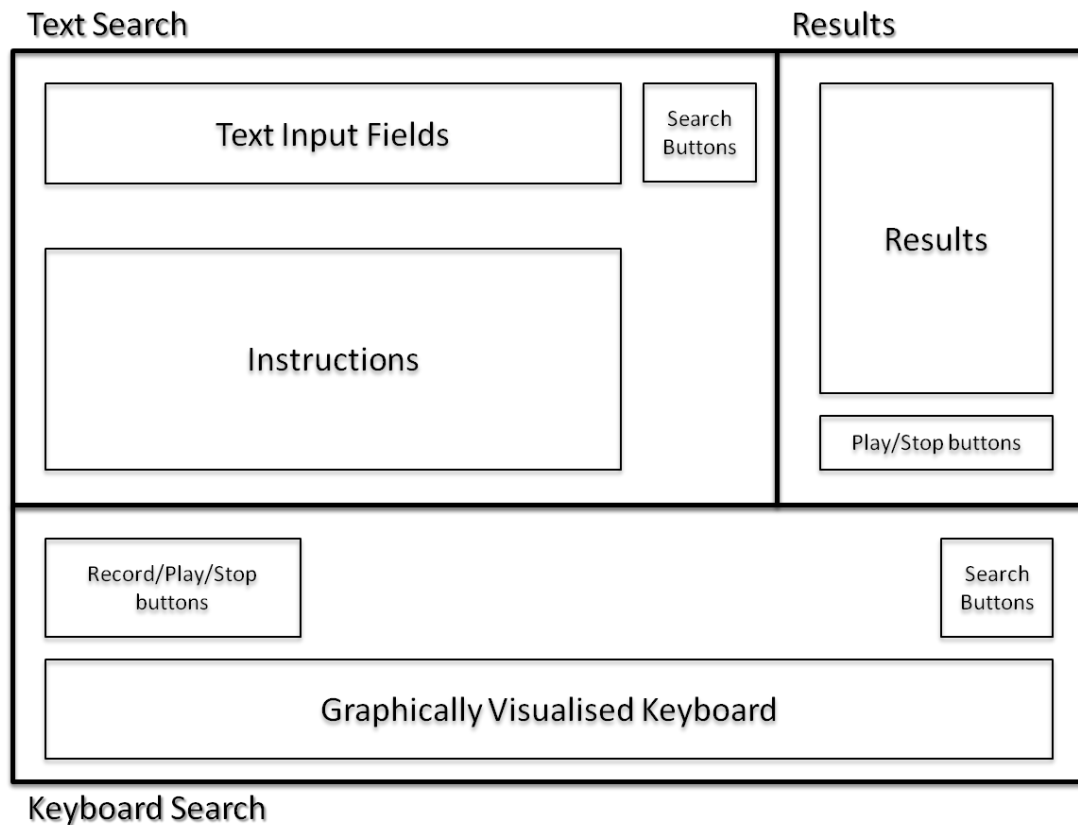 Text Search
Results
Text Input Fields
Search
Buttons
Results
Instructions
Play/Stop buttons
Record/Play/Stop
buttons
Search
Buttons
Graphically Visualised Keyboard
Keyboard Search